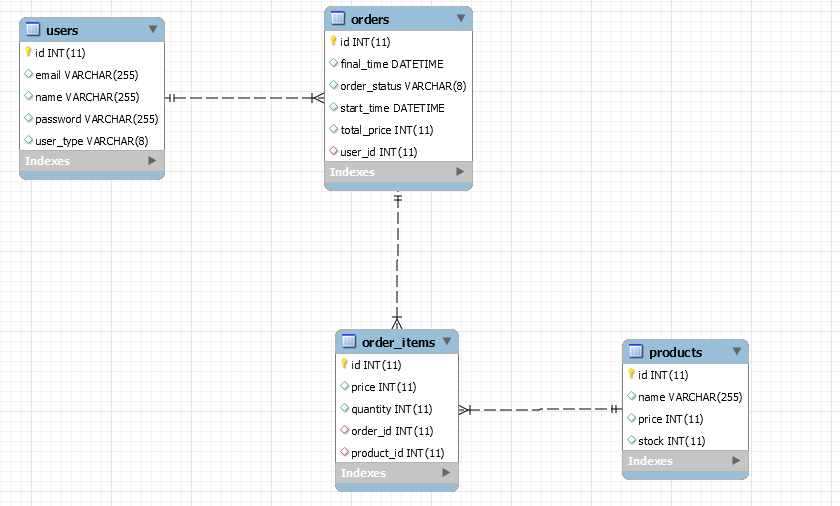 users
id INT(11)
email VARCHAR(255)
name VARCHAR(255)
password VARCHAR(255)
user_type VARCHAR(8)
Indexes
orders
id INT(11)
final_time DATETIME
order_status VARCHAR(8)
start_time DATETIME
total_price INT(11)
user_id INT(11)
Indexes
order_items
id INT(11)
price INT(11)
quantity INT(11)
order_id INT(11)
product_id INT(11)
Indexes
products
id INT(11)
name VARCHAR(255)
price INT(11)
stock INT(11)
Indexes